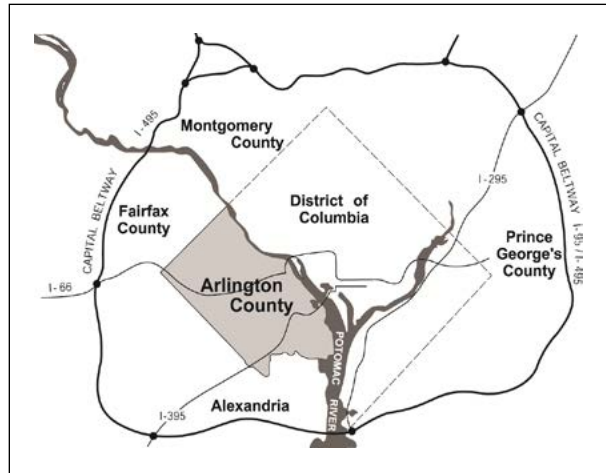 I-495
Montgomery
County
CAPITAL BELTWAY
Fairfax
County
District of
Columbia
I-295
CAPITAL BELTWAY I-95 / I-495
Prince
George's
County
I-66
Arlington
County
POTOMAC
RIVER
I-395
Alexandria